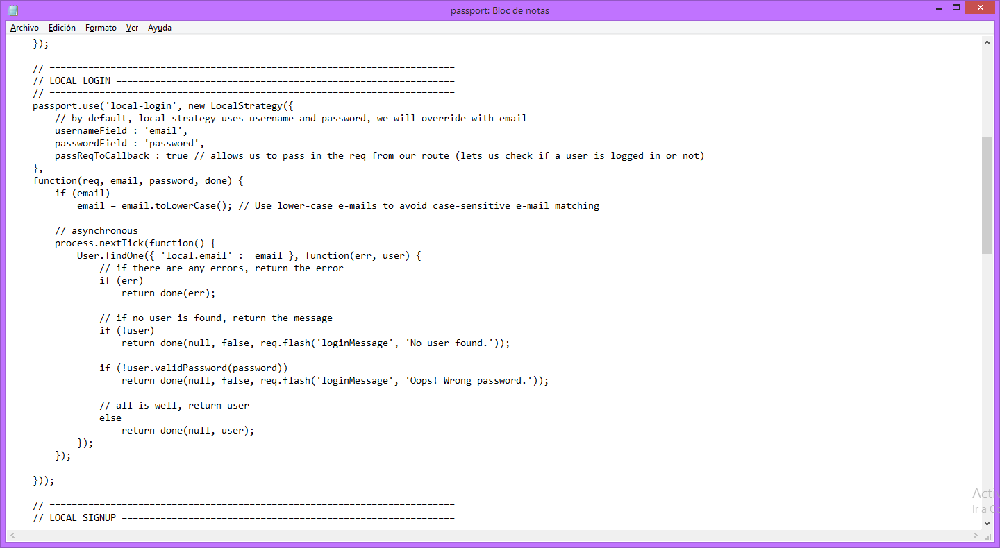 passport: Bloc de notas
Archivo Edición Formato Ver Ayuda
    });

    // =========================================================================
    // LOCAL LOGIN =============================================================
    // =========================================================================
    passport.use('local-login', new LocalStrategy({
        // by default, local strategy uses username and password, we will override with email
        usernameField : 'email',
        passwordField : 'password',
        passReqToCallback : true // allows us to pass in the req from our route (lets us check if a user is logged in or not)
    },
    function(req, email, password, done) {
        if (email)
            email = email.toLowerCase(); // Use lower-case e-mails to avoid case-sensitive e-mail matching

        // asynchronous
        process.nextTick(function() {
            User.findOne({ 'local.email' :  email }, function(err, user) {
                // if there are any errors, return the error
                if (err)
                    return done(err);

                // if no user is found, return the message
                if (!user)
                    return done(null, false, req.flash('loginMessage', 'No user found.'));

                if (!user.validPassword(password))
                    return done(null, false, req.flash('loginMessage', 'Oops! Wrong password.'));

                // all is well, return user
                else
                    return done(null, user);
            });
        });

    }));

    // =========================================================================
    // LOCAL SIGNUP ============================================================
Ir a